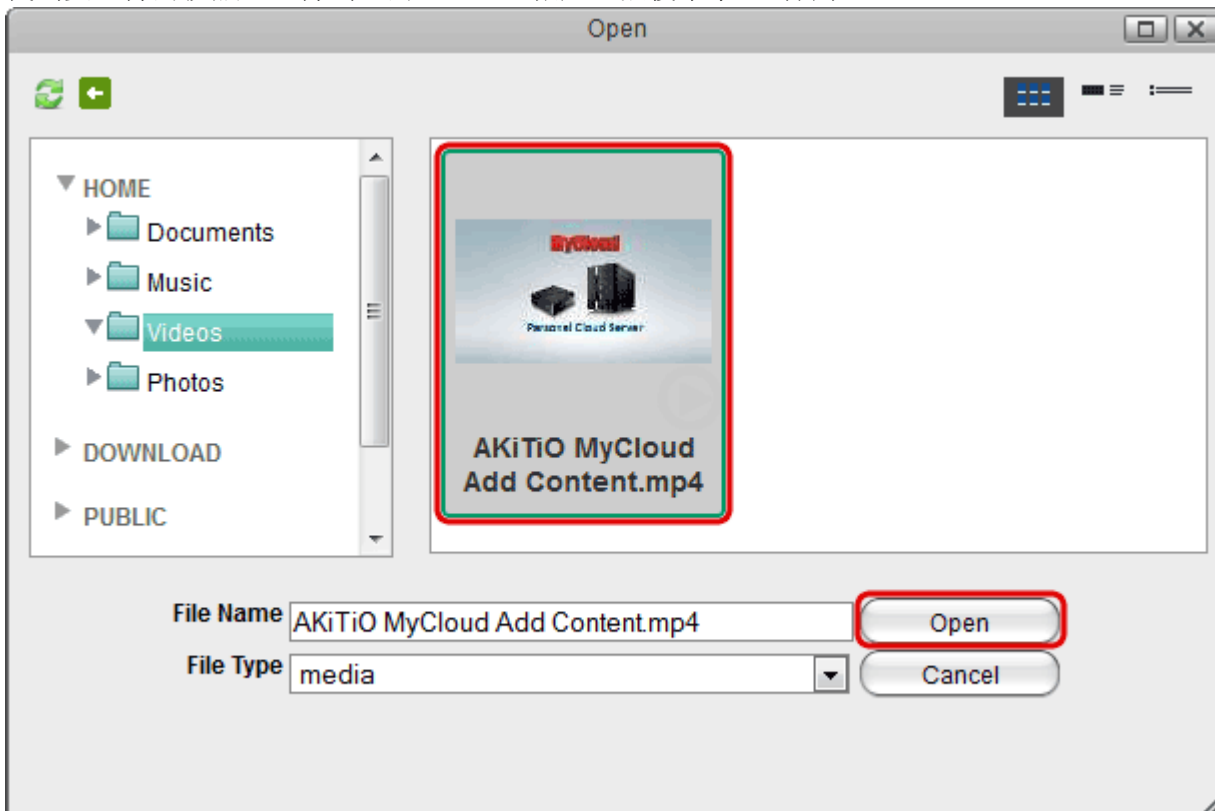 Open
HOME
Documents
Music
Videos
Photos
DOWNLOAD
PUBLIC
MyCloud
Personal Cloud Server
AKiTiO MyCloud
Add Content.mp4
File Name
AKiTiO MyCloud Add Content.mp4
Open
File Type
media
Cancel